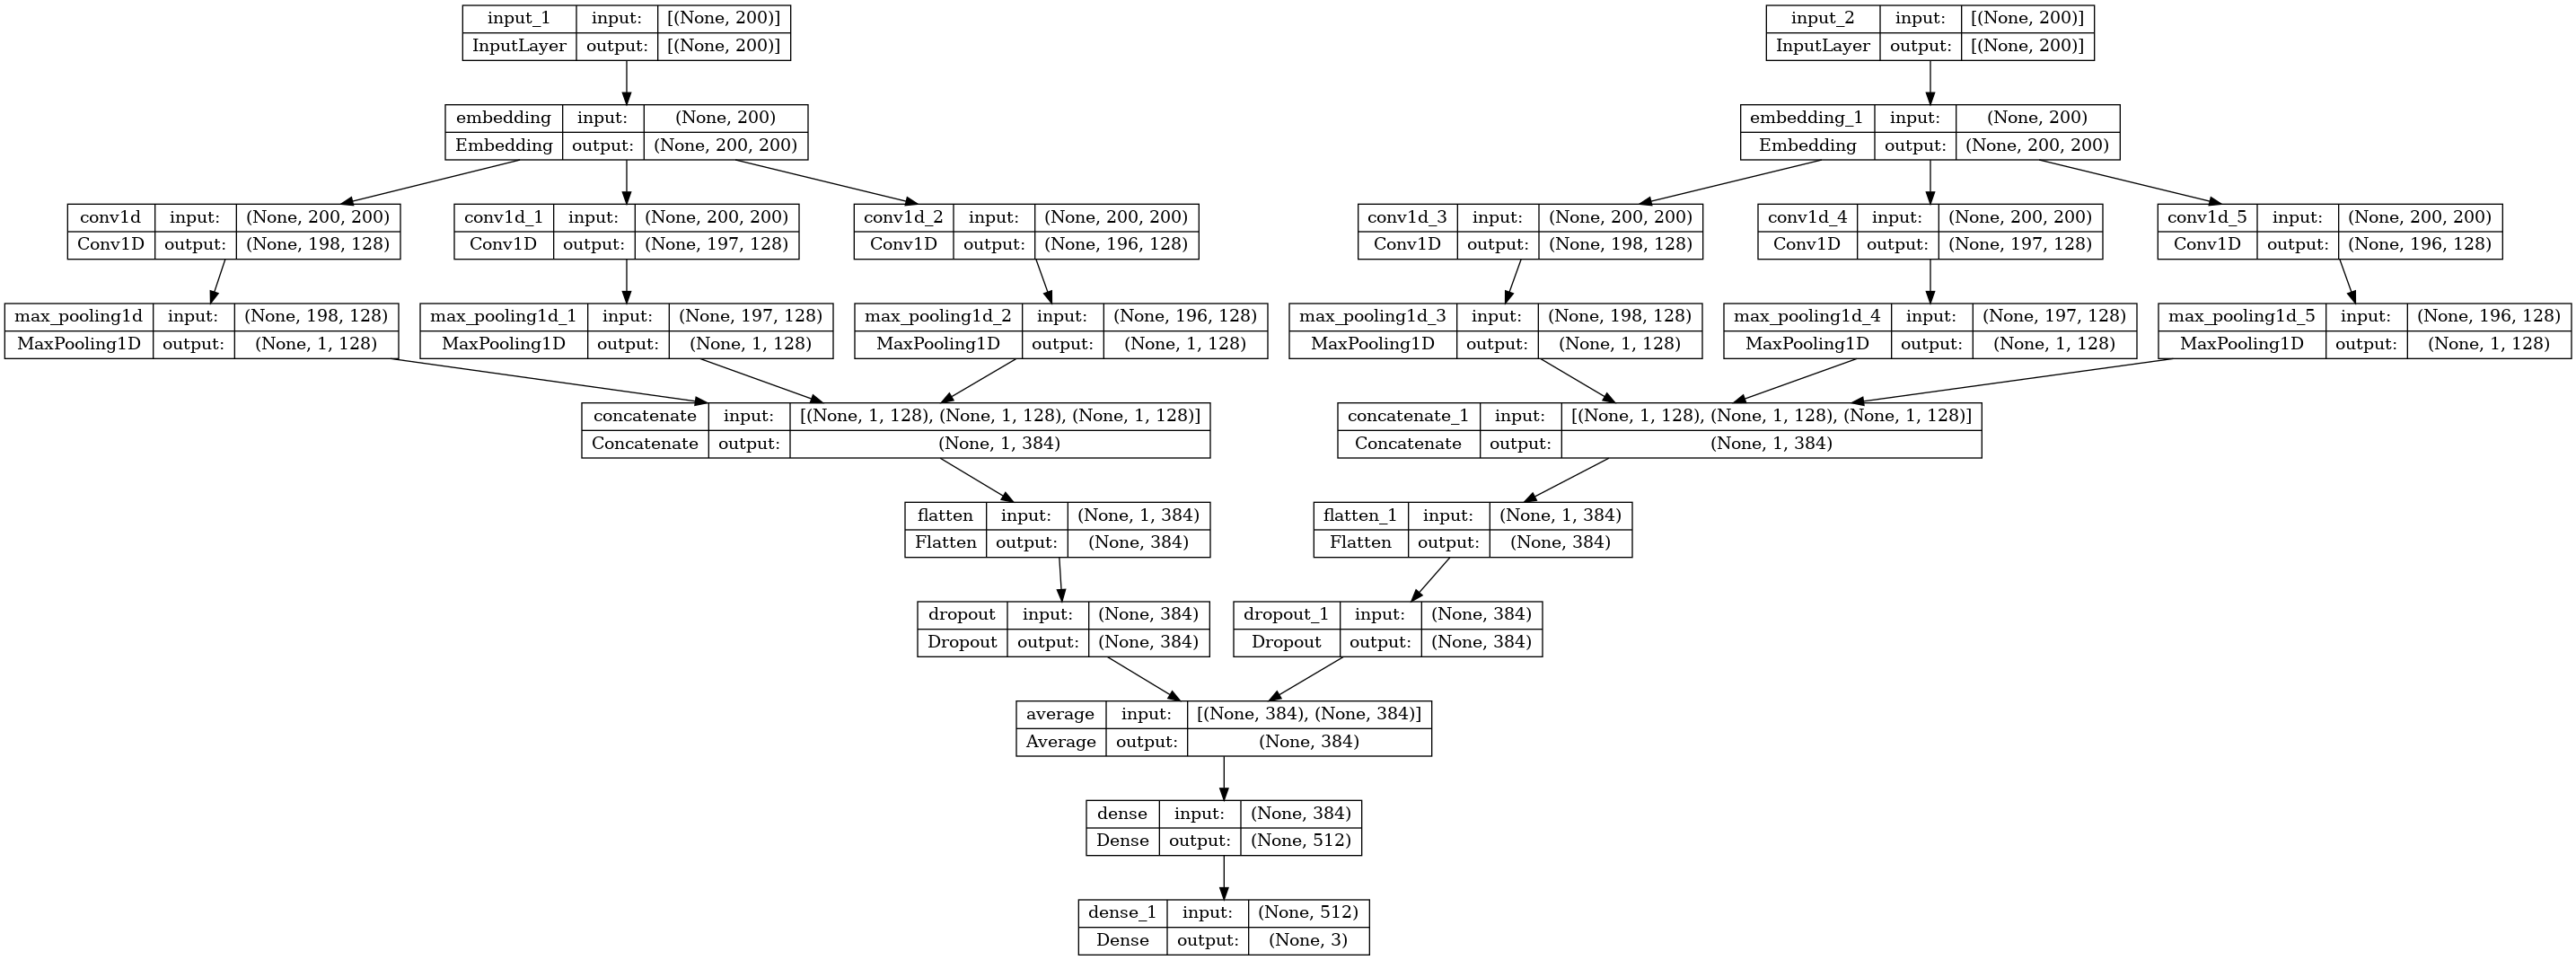 input_1 input: [(None, 200)]
InputLayer output: [(None, 200)]
input_2 input: [(None, 200)]
InputLayer output: [(None, 200)]
embedding input: (None, 200)
Embedding output: (None, 200, 200)
embedding_1 input: (None, 200)
Embedding output: (None, 200, 200)
conv1d input: (None, 200, 200)
Conv1D output: (None, 198, 128)
conv1d_1 input: (None, 200, 200)
Conv1D output: (None, 197, 128)
conv1d_2 input: (None, 200, 200)
Conv1D output: (None, 196, 128)
conv1d_3 input: (None, 200, 200)
Conv1D output: (None, 198, 128)
conv1d_4 input: (None, 200, 200)
Conv1D output: (None, 197, 128)
conv1d_5 input: (None, 200, 200)
Conv1D output: (None, 196, 128)
max_pooling1d input: (None, 198, 128)
MaxPooling1D output: (None, 1, 128)
max_pooling1d_1 input: (None, 197, 128)
MaxPooling1D output: (None, 1, 128)
max_pooling1d_2 input: (None, 196, 128)
MaxPooling1D output: (None, 1, 128)
max_pooling1d_3 input: (None, 198, 128)
MaxPooling1D output: (None, 1, 128)
max_pooling1d_4 input: (None, 197, 128)
MaxPooling1D output: (None, 1, 128)
max_pooling1d_5 input: (None, 196, 128)
MaxPooling1D output: (None, 1, 128)
concatenate input: [(None, 1, 128), (None, 1, 128), (None, 1, 128)]
Concatenate output: (None, 1, 384)
concatenate_1 input: [(None, 1, 128), (None, 1, 128), (None, 1, 128)]
Concatenate output: (None, 1, 384)
flatten input: (None, 1, 384)
Flatten output: (None, 384)
flatten_1 input: (None, 1, 384)
Flatten output: (None, 384)
dropout input: (None, 384)
Dropout output: (None, 384)
dropout_1 input: (None, 384)
Dropout output: (None, 384)
average input: [(None, 384), (None, 384)]
Average output: (None, 384)
dense input: (None, 384)
Dense output: (None, 512)
dense_1 input: (None, 512)
Dense output: (None, 3)